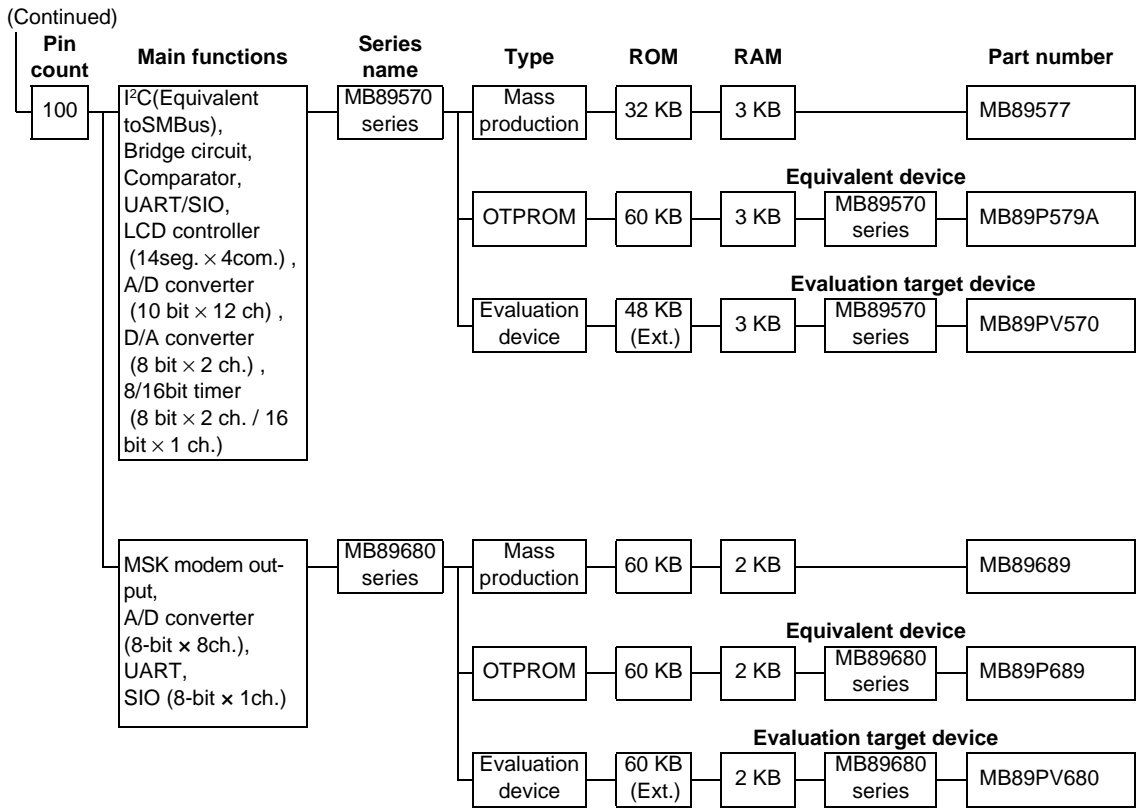 (Continued)
Pin count Main functions Series name Type ROM RAM Part number
100
I²C(Equivalent
toSMBus),
Bridge circuit,
Comparator,
UART/SIO,
LCD controller
(14seg. × 4com.) ,
A/D converter
(10 bit × 12 ch) ,
D/A converter
(8 bit × 2 ch.) ,
8/16bit timer
(8 bit × 2 ch. / 16
bit × 1 ch.)
MB89570
series
Mass
production
32 KB
3 KB
MB89577
Equivalent device
OTPROM
60 KB
3 KB
MB89570
series
MB89P579A
Evaluation target device
Evaluation
device
48 KB
(Ext.)
3 KB
MB89570
series
MB89PV570
MSK modem out-
put,
A/D converter
(8-bit × 8ch.),
UART,
SIO (8-bit × 1ch.)
MB89680
series
Mass
production
60 KB
2 KB
MB89689
Equivalent device
OTPROM
60 KB
2 KB
MB89680
series
MB89P689
Evaluation target device
Evaluation
device
60 KB
(Ext.)
2 KB
MB89680
series
MB89PV680